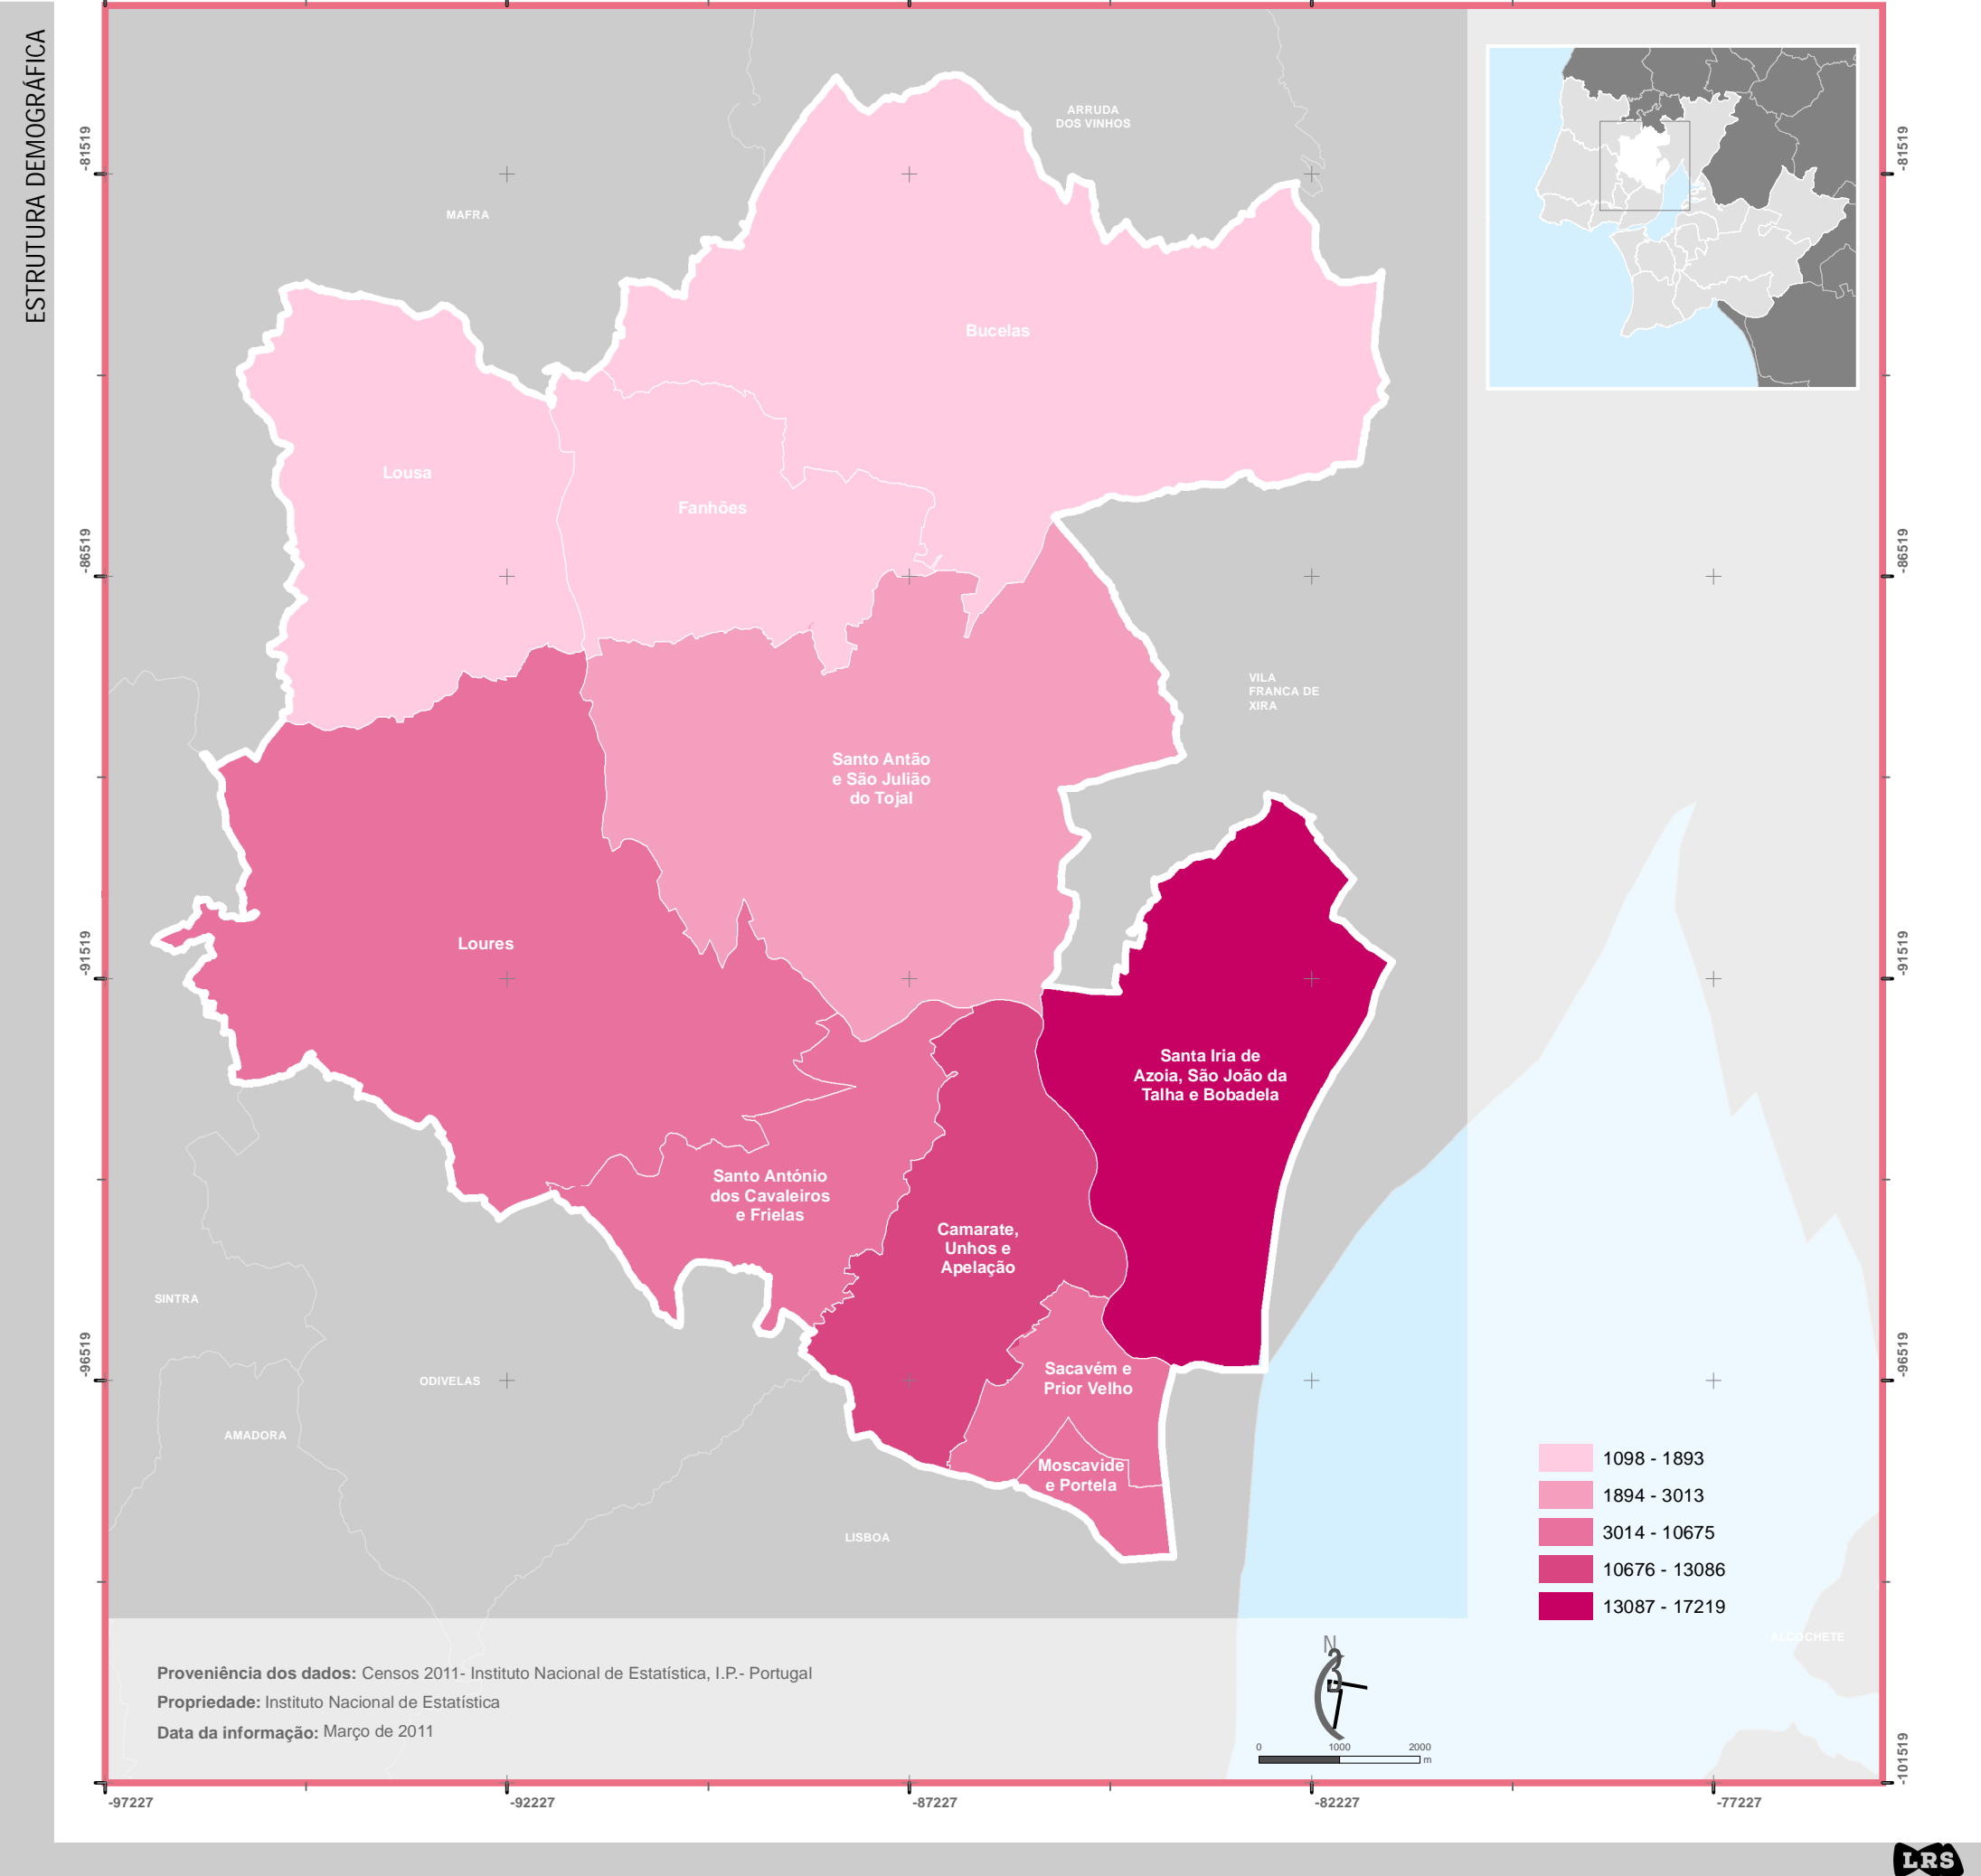 ESTRUTURA DEMOGRÁFICA
-81519
-86519
-91519
-96519
-81519
-86519
-91519
-96519
-101519
ARRUDA
DOS VINHOS
MAFRA
Bucelas
Lousa
Fanhões
VILA
FRANCA DE
XIRA
Santo Antão
e São Julião
do Tojal
Loures
Santa Iria de
Azoia, São João da
Talha e Bobadela
Santo António
dos Cavaleiros
e Frielas
Camarate,
Unhos e
Apelação
SINTRA
Sacavém e
Prior Velho
ODIVELAS
AMADORA
Moscavide
e Portela
LISBOA
1098 - 1893
1894 - 3013
3014 - 10675
10676 - 13086
13087 - 17219
ALCOCHETE
Proveniência dos dados: Censos 2011- Instituto Nacional de Estatística, I.P.- Portugal
Propriedade: Instituto Nacional de Estatística
Data da informação: Março de 2011
N
0 1000 2000
m
-97227 -92227 -87227 -82227 -77227
LRS